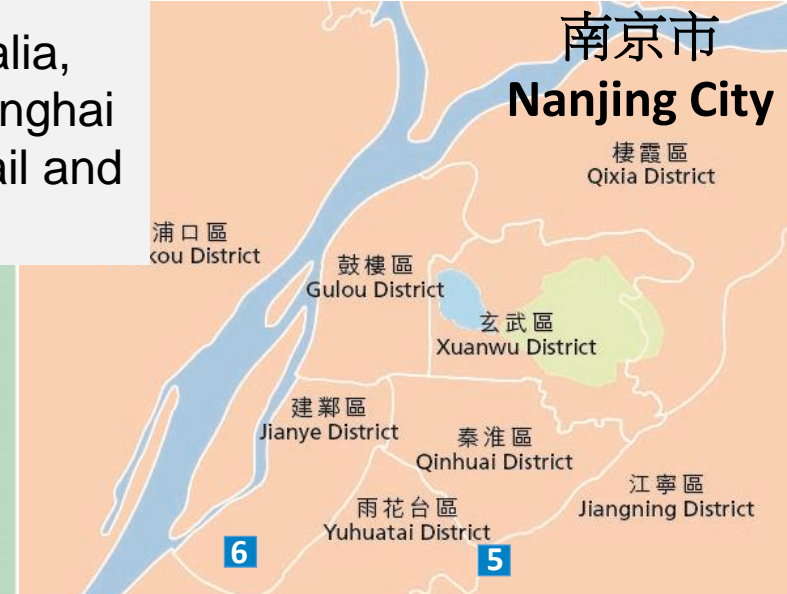 alia,
nghai
ail and
南京市
Nanjing City
棲霞區
Qixia District
浦口區
kou District
鼓樓區
Gulou District
玄武區
Xuanwu District
建鄴區
Jianye District
秦淮區
Qinhuai District
江寧區
Jiangning District
雨花台區
Yuhuatai District
6
5